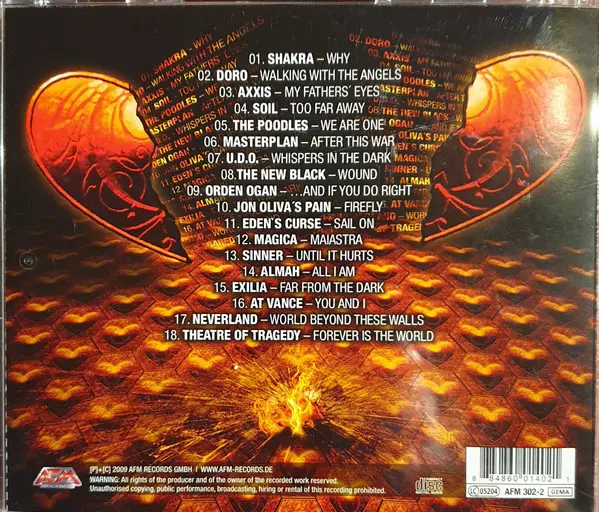 01. SHAKRA – WHY
02. DORO – WALKING WITH THE ANGELS
03. AXXIS – MY FATHERS´ EYES
04. SOIL – TOO FAR AWAY
05. THE POODLES – WE ARE ONE
06. MASTERPLAN – AFTER THIS WAR
07. U.D.O. – WHISPERS IN THE DARK
08.THE NEW BLACK – WOUND
09. ORDEN OGAN – ...AND IF YOU DO RIGHT
10. JON OLIVA´S PAIN – FIREFLY
11. EDEN´S CURSE – SAIL ON
12. MAGICA – MAIASTRA
13. SINNER – UNTIL IT HURTS
14. ALMAH – ALL I AM
15. EXILIA – FAR FROM THE DARK
16. AT VANCE – YOU AND I
17. NEVERLAND – WORLD BEYOND THESE WALLS
18. THEATRE OF TRAGEDY – FOREVER IS THE WORLD
AFM
RECORDS
[P]+[C] 2009 AFM RECORDS GMBH I WWW.AFM-RECORDS.DE
WARNING: All rights of the producer and of the owner of the recorded work reserved.
Unauthorised copying, public performance, broadcasting, hiring or rental of this recording prohibited.
disc
8 84860 01402 1
LC 05204 AFM 302-2 GEMA